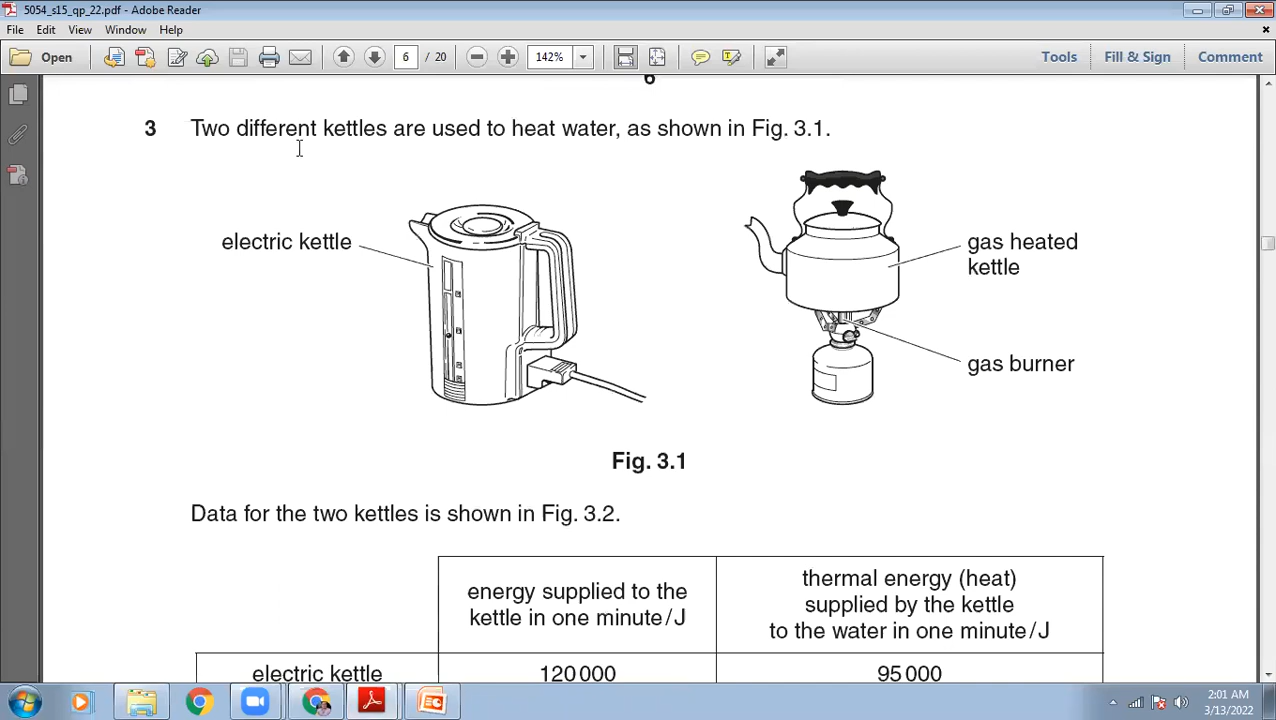 5054_s15_qp_22.pdf - Adobe Reader
File Edit View Window Help
Open 6 / 20 142% Tools Fill & Sign Comment
6
3 Two different kettles are used to heat water, as shown in Fig. 3.1.
electric kettle
gas heated
kettle
gas burner
Fig. 3.1
Data for the two kettles is shown in Fig. 3.2.
energy supplied to the
kettle in one minute / J
thermal energy (heat)
supplied by the kettle
to the water in one minute / J
electric kettle 120 000 95 000
2:01 AM
3/13/2022